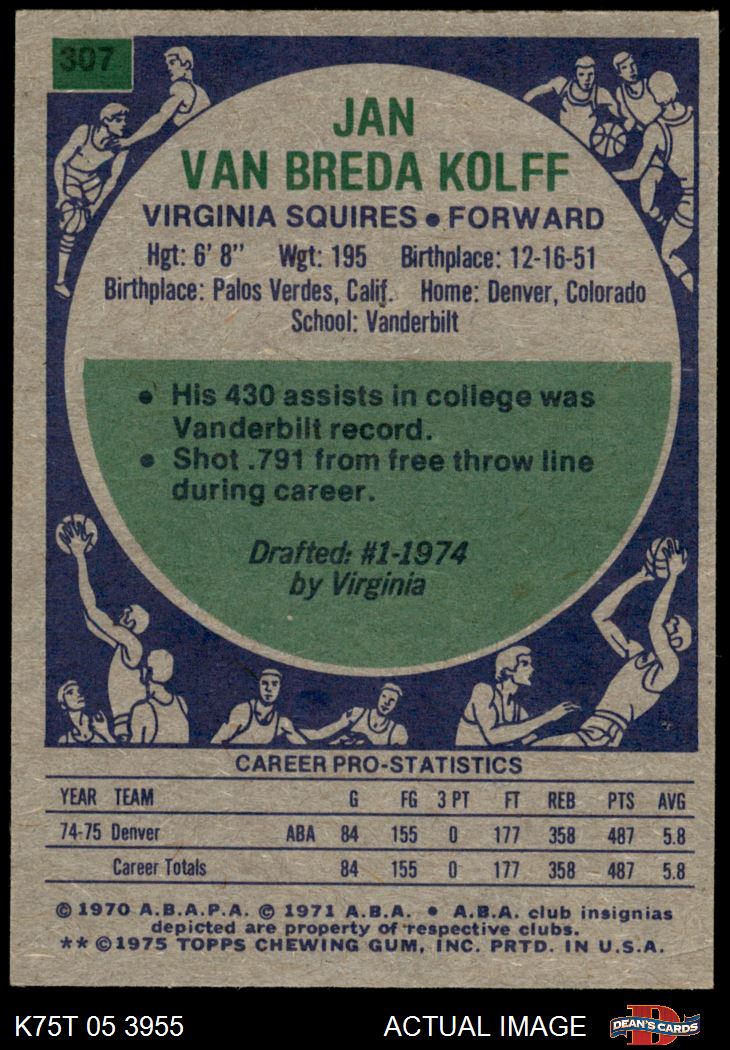 307
JAN
VAN BREDA KOLFF
VIRGINIA SQUIRES • FORWARD
Hgt: 6' 8" Wgt: 195 Birthplace: 12-16-51
Birthplace: Palos Verdes, Calif. Home: Denver, Colorado
School: Vanderbilt
• His 430 assists in college was
Vanderbilt record.
• Shot .791 from free throw line
during career.
Drafted: #1-1974
by Virginia
CAREER PRO-STATISTICS
YEAR TEAM G FG 3 PT FT REB PTS AVG
74-75 Denver ABA 84 155 0 177 358 487 5.8
Career Totals 84 155 0 177 358 487 5.8
© 1970 A.B.A.P.A. © 1971 A.B.A. • A.B.A. club insignias
depicted are property of respective clubs.
** © 1975 TOPPS CHEWING GUM, INC. PRTD. IN U.S.A.
K75T 05 3955 ACTUAL IMAGE DEAN'S CARDS